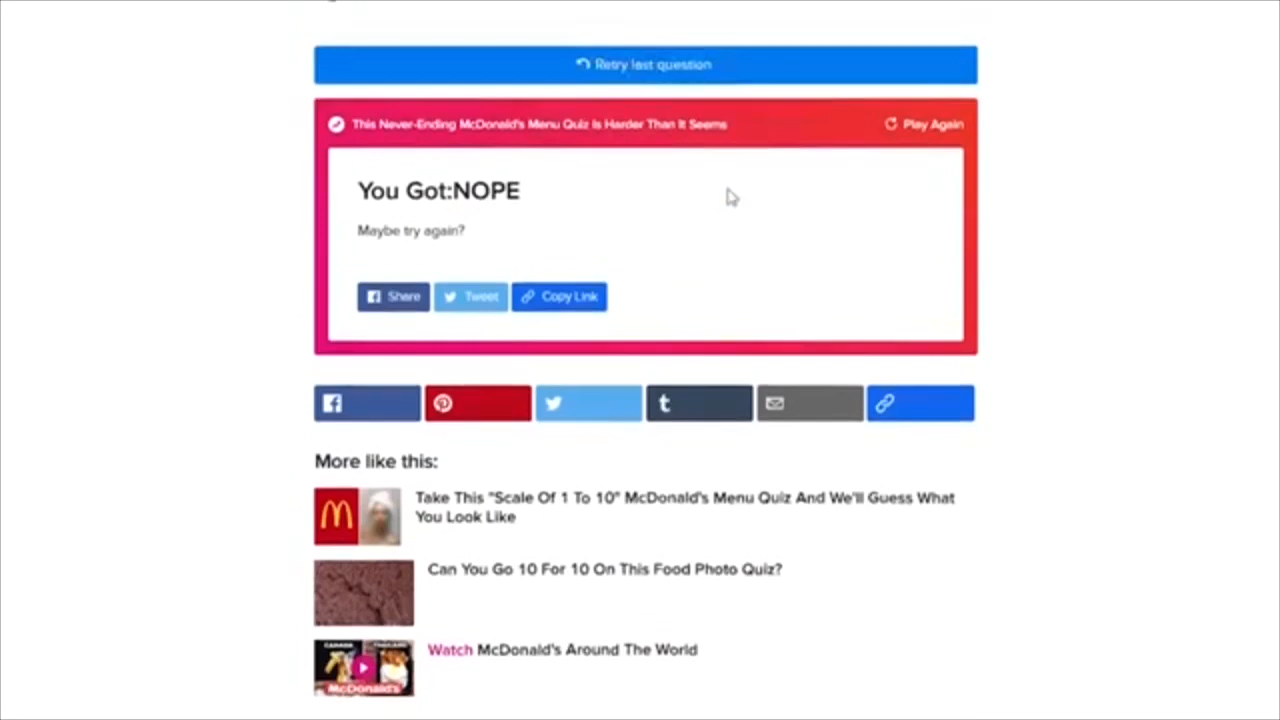 Retry last question
This Never-Ending McDonald's Menu Quiz Is Harder Than It Seems
Play Again
You Got:NOPE
Maybe try again?
Share
Tweet
Copy Link
More like this:
Take This "Scale Of 1 To 10" McDonald's Menu Quiz And We'll Guess What
You Look Like
Can You Go 10 For 10 On This Food Photo Quiz?
CANADA
McDonald's
Watch McDonald's Around The World